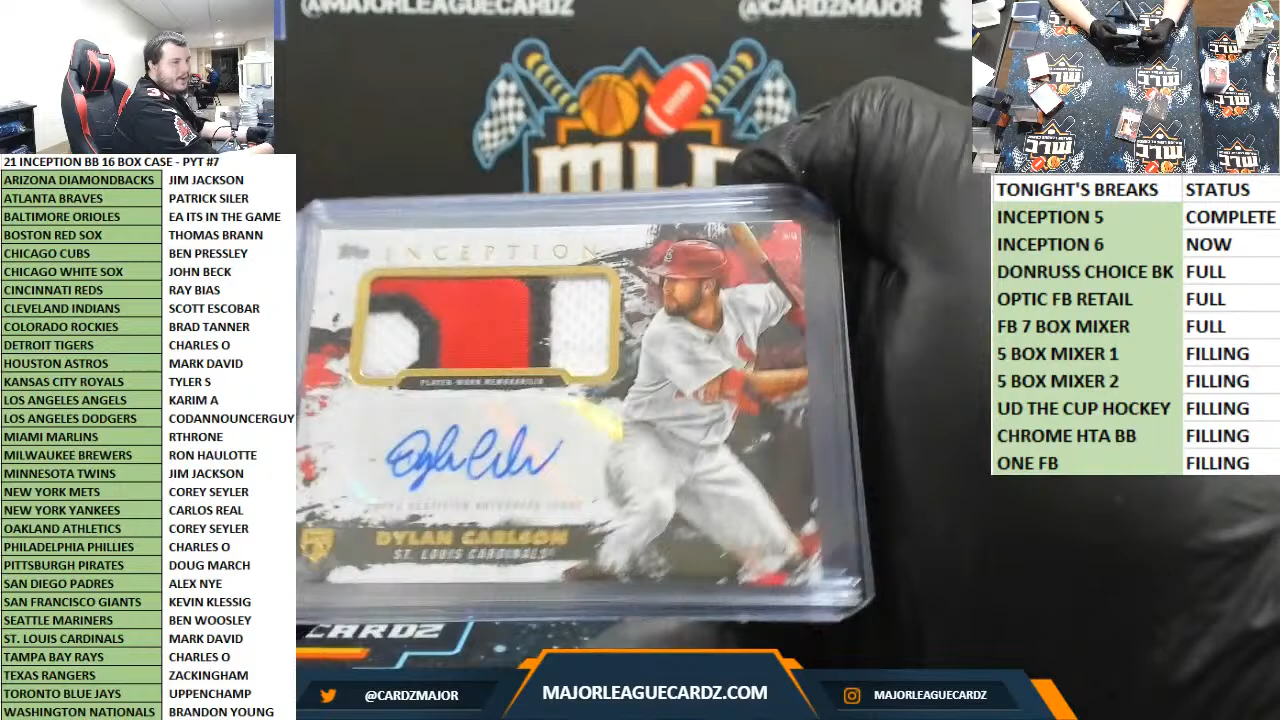 @MAJORLEAGUECARDZ
@CARDZMAJOR
21 INCEPTION BB 16 BOX CASE - PYT #7
ARIZONA DIAMONDBACKS JIM JACKSON
ATLANTA BRAVES PATRICK SILER
BALTIMORE ORIOLES EA ITS IN THE GAME
BOSTON RED SOX THOMAS BRANN
CHICAGO CUBS BEN PRESSLEY
CHICAGO WHITE SOX JOHN BECK
CINCINNATI REDS RAY BIAS
CLEVELAND INDIANS SCOTT ESCOBAR
COLORADO ROCKIES BRAD TANNER
DETROIT TIGERS CHARLES O
HOUSTON ASTROS MARK DAVID
KANSAS CITY ROYALS TYLER S
LOS ANGELES ANGELS KARIM A
LOS ANGELES DODGERS CODANNOUNCERGUY
MIAMI MARLINS RTHRONE
MILWAUKEE BREWERS RON HAULOTTE
MINNESOTA TWINS JIM JACKSON
NEW YORK METS COREY SEYLER
NEW YORK YANKEES CARLOS REAL
OAKLAND ATHLETICS COREY SEYLER
PHILADELPHIA PHILLIES CHARLES O
PITTSBURGH PIRATES DOUG MARCH
SAN DIEGO PADRES ALEX NYE
SAN FRANCISCO GIANTS KEVIN KLESSIG
SEATTLE MARINERS BEN WOOSLEY
ST. LOUIS CARDINALS MARK DAVID
TAMPA BAY RAYS CHARLES O
TEXAS RANGERS ZACKINGHAM
TORONTO BLUE JAYS UPPENCHAMP
WASHINGTON NATIONALS BRANDON YOUNG
MLC
Topps INCEPTION
PLAYER-WORN MEMORABILIA
TOPPS CERTIFIED AUTOGRAPH ISSUE
DYLAN CARLSON
ST. LOUIS CARDINALS
CARDZ
TONIGHT'S BREAKS STATUS
INCEPTION 5 COMPLETE
INCEPTION 6 NOW
DONRUSS CHOICE BK FULL
OPTIC FB RETAIL FULL
FB 7 BOX MIXER FULL
5 BOX MIXER 1 FILLING
5 BOX MIXER 2 FILLING
UD THE CUP HOCKEY FILLING
CHROME HTA BB FILLING
ONE FB FILLING
@CARDZMAJOR
MAJORLEAGUECARDZ.COM
MAJORLEAGUECARDZ